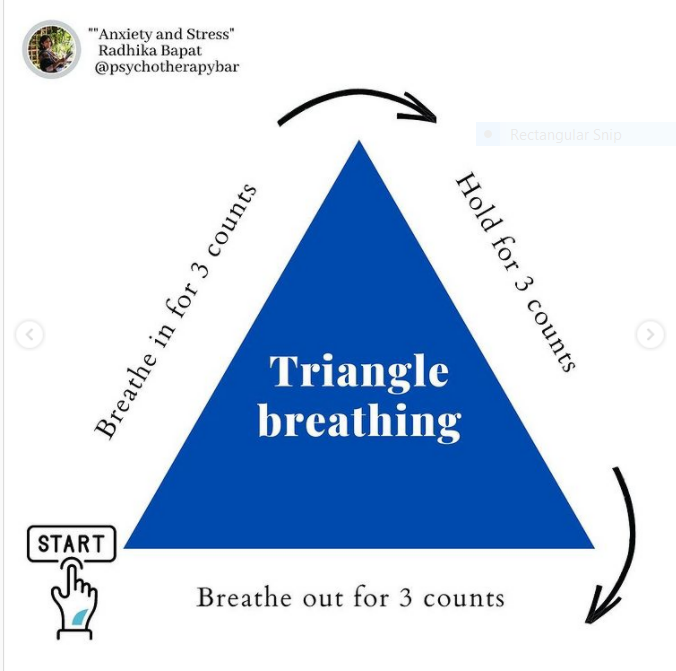 ""Anxiety and Stress"
Radhika Bapat
@psychotherapybar
Rectangular Snip
Breathe in for 3 counts
Hold for 3 counts
Triangle
breathing
START
Breathe out for 3 counts